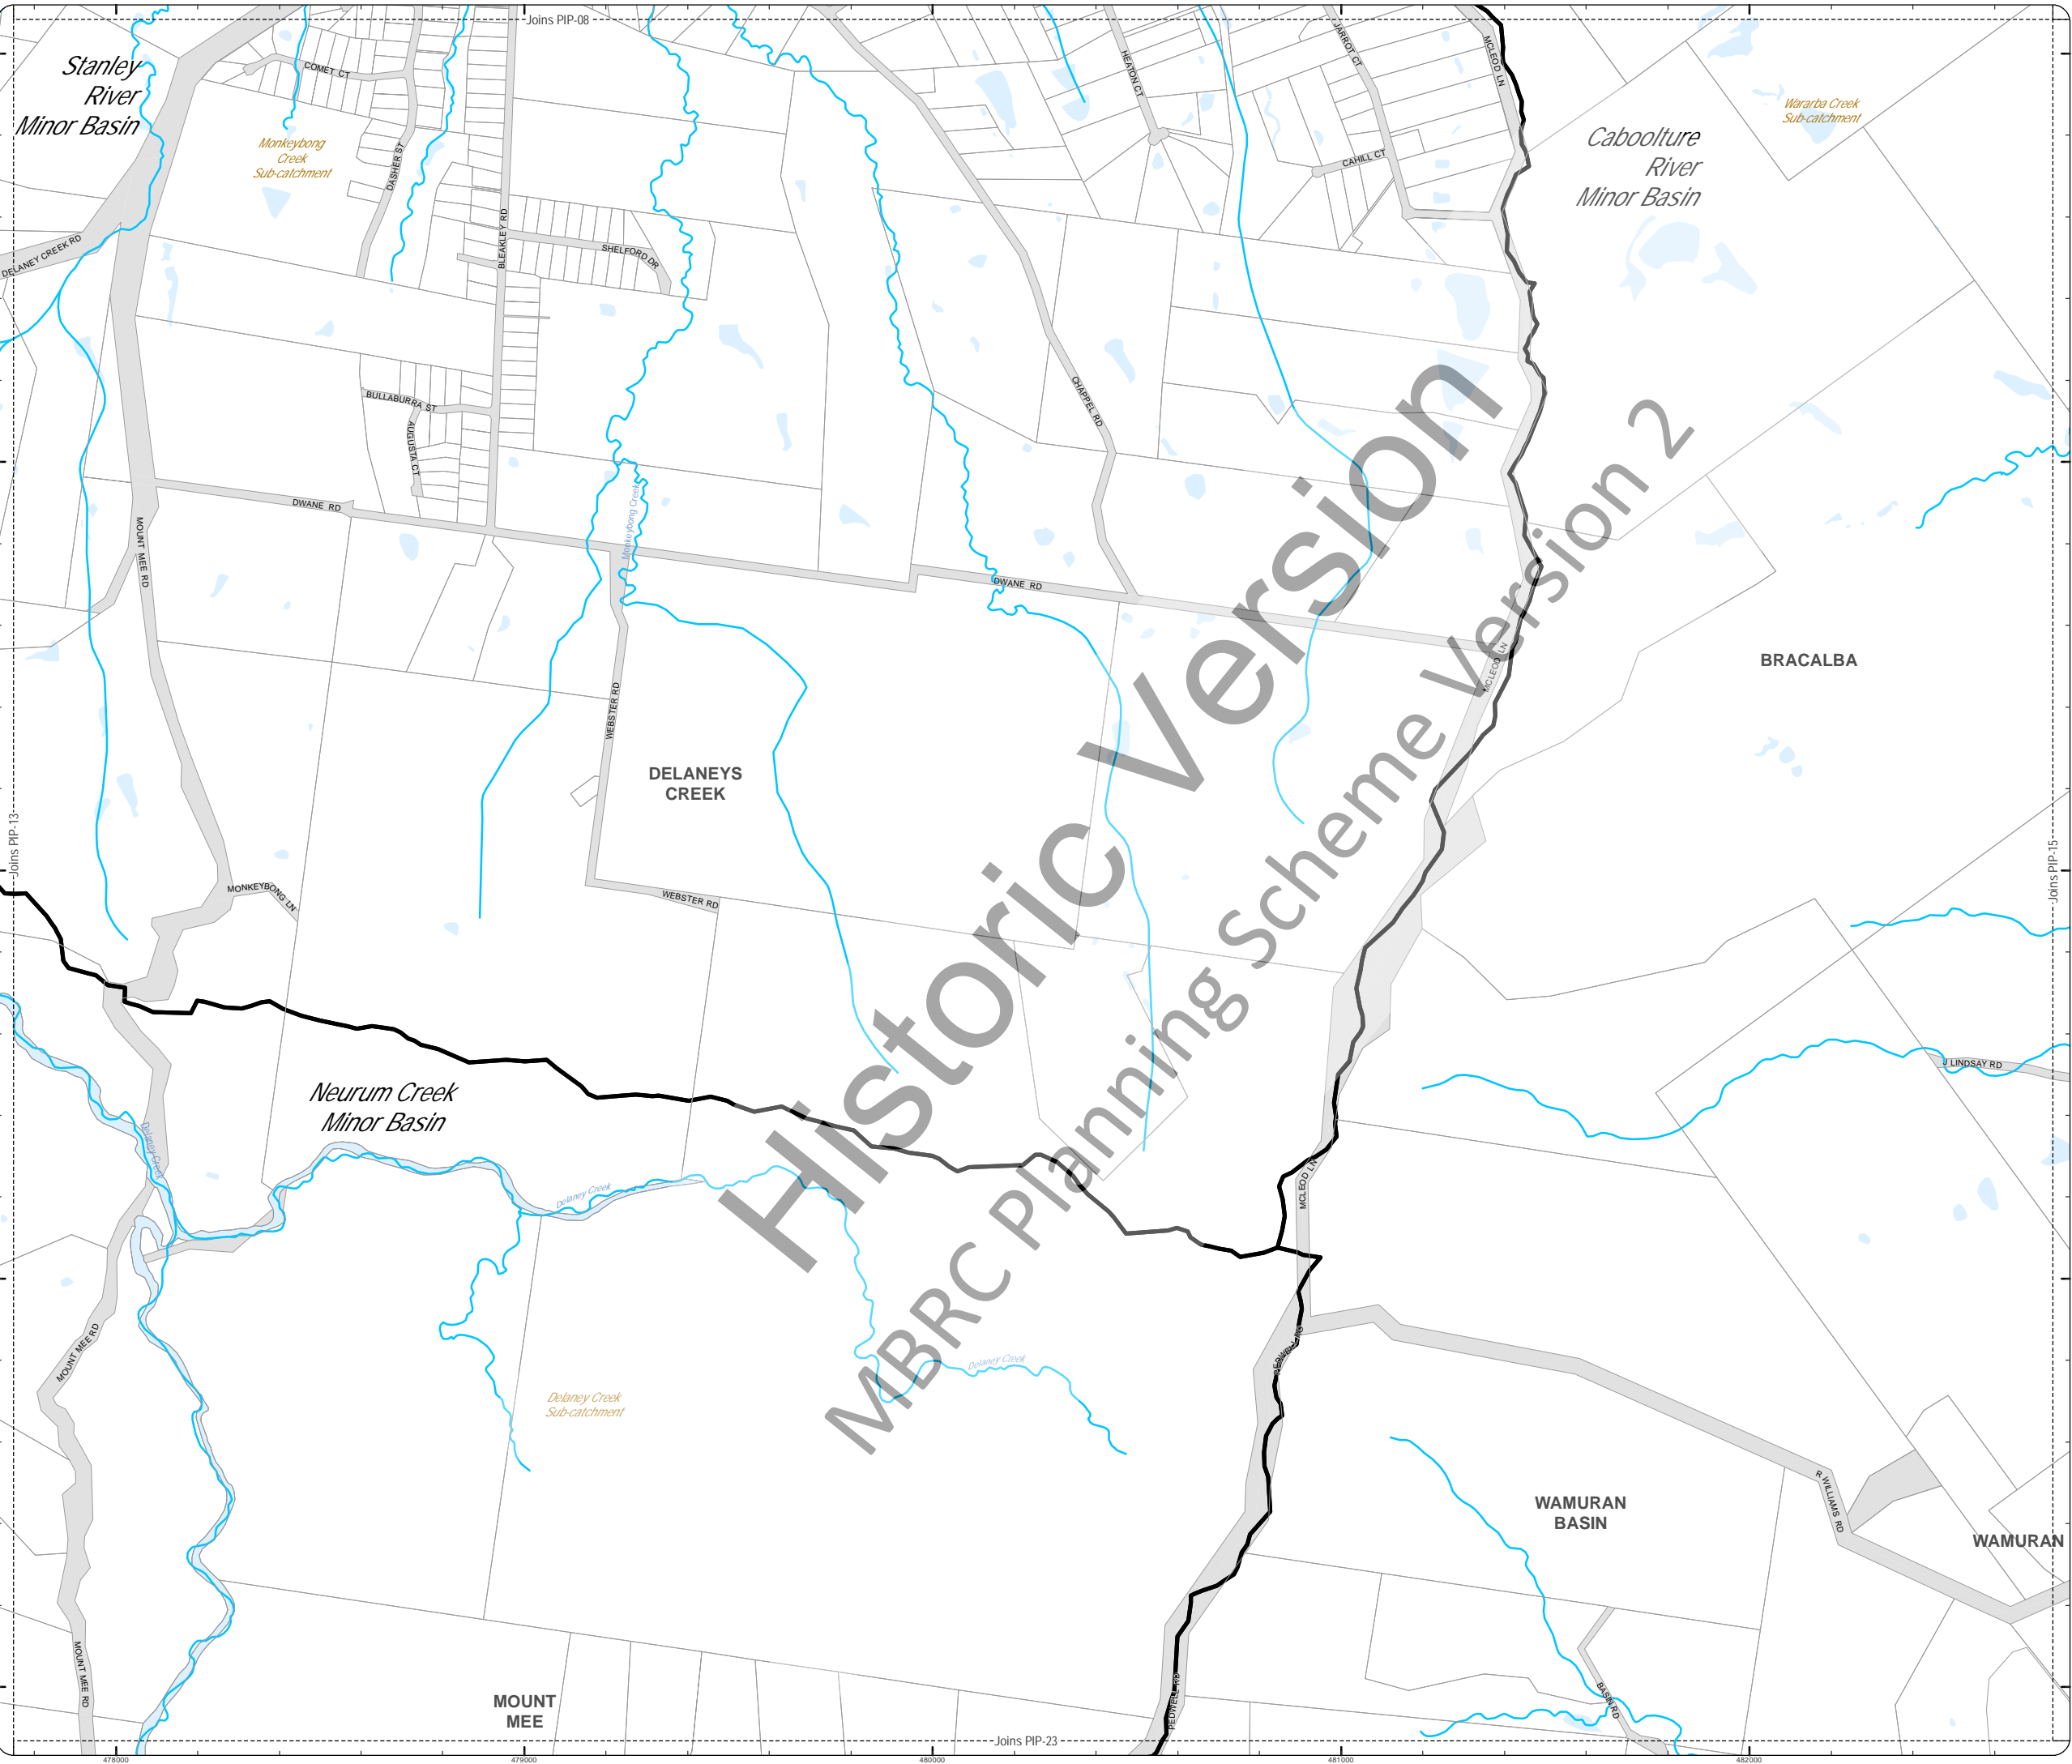 Joins PIP-08
Stanley
River
Minor Basin
COMET CT
Monkeybong
Creek
Sub-catchment
DASHER ST
HEATON CT
JARROT CT
MCLEOD LN
Wararba Creek
Sub-catchment
Caboolture
River
Minor Basin
CAHILL CT
DELANEY CREEK RD
BLEAKLEY RD
SHELFORD DR
BULLABURRA ST
AUGUSTA CT
CHAPPEL RD
DWANE RD
MOUNT MEE RD
Monkeybong Creek
DWANE RD
MCLEOD LN
BRACALBA
WEBSTER RD
DELANEYS
CREEK
Joins PIP-13
Joins PIP-15
MONKEYBONG LN
WEBSTER RD
Historic Version
MBRC Planning Scheme Version 2
J LINDSAY RD
Neurum Creek
Minor Basin
Delaney Creek
Delaney Creek
MCLEOD LN
MOUNT MEE RD
PEDWELL RD
Delaney Creek
Delaney Creek
Sub-catchment
R WILLIAMS RD
WAMURAN
BASIN
WAMURAN
MOUNT MEE RD
MOUNT
MEE
PEDWELL RD
BASIN RD
Joins PIP-23
478000
479000
480000
481000
482000